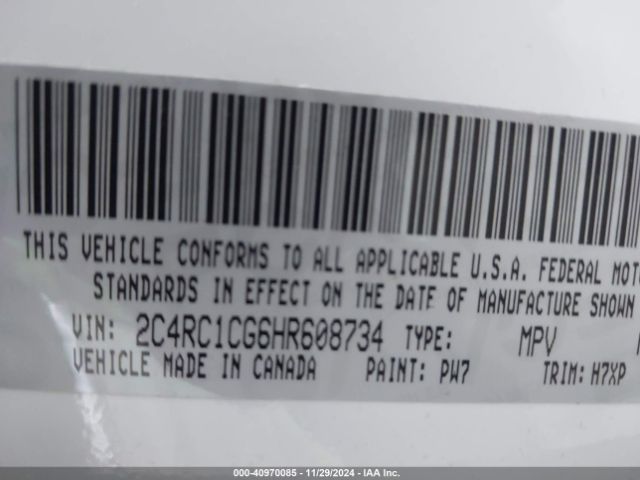 THIS VEHICLE CONFORMS TO ALL APPLICABLE U.S.A. FEDERAL MOTO
STANDARDS IN EFFECT ON THE DATE OF MANUFACTURE SHOWN
VIN: 2C4RC1CG6HR608734 TYPE: MPV
VEHICLE MADE IN CANADA PAINT: PW7 TRIM: H7XP
000-40970085 - 11/29/2024 - IAA Inc.